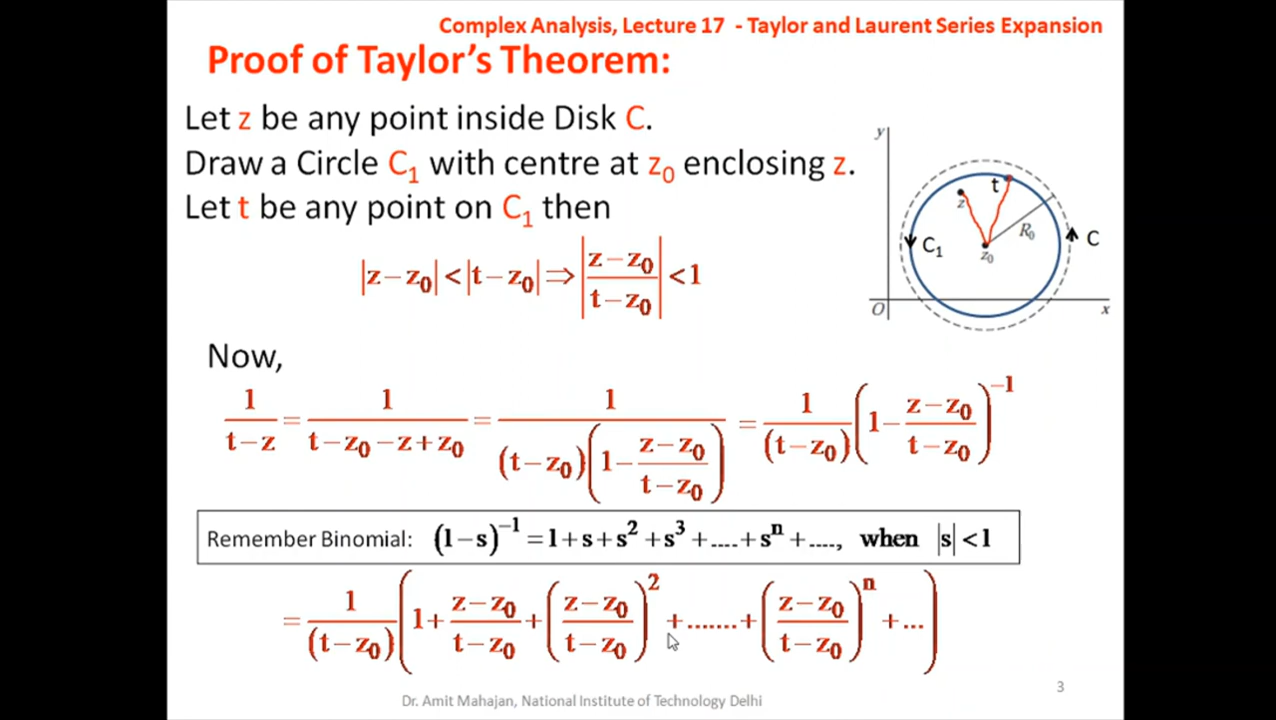 Complex Analysis, Lecture 17 - Taylor and Laurent Series Expansion
Proof of Taylor's Theorem:
Let z be any point inside Disk C.
Draw a Circle C₁ with centre at z₀ enclosing z.
Let t be any point on C₁ then
|z − z₀| < |t − z₀| ⇒ |(z − z₀)/(t − z₀)| < 1
y
t
z
R₀
C₁
C
z₀
O
x
Now,
1/(t − z) = 1/(t − z₀ − z + z₀) = 1/((t − z₀)(1 − (z − z₀)/(t − z₀))) = 1/(t − z₀) (1 − (z − z₀)/(t − z₀))⁻¹
Remember Binomial: (1 − s)⁻¹ = 1 + s + s² + s³ + .... + sⁿ + ...., when |s| < 1
= 1/(t − z₀) (1 + (z − z₀)/(t − z₀) + ((z − z₀)/(t − z₀))² + ....... + ((z − z₀)/(t − z₀))ⁿ + ...)
Dr. Amit Mahajan, National Institute of Technology Delhi
3